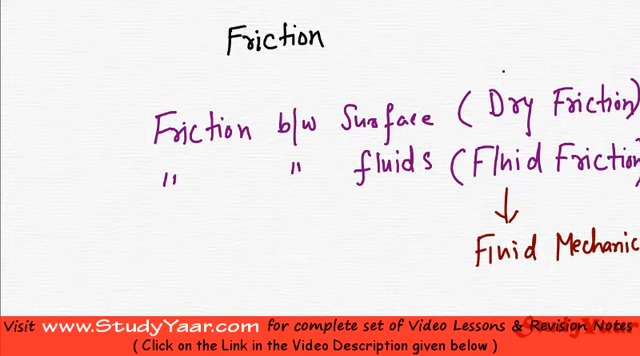 Friction
Friction b/w Surface (Dry Friction)
" " fluids (Fluid Friction)
↓
Fluid Mechanic
StudyYaar
Visit www.StudyYaar.com for complete set of Video Lessons & Revision Notes
( Click on the Link in the Video Description given below )